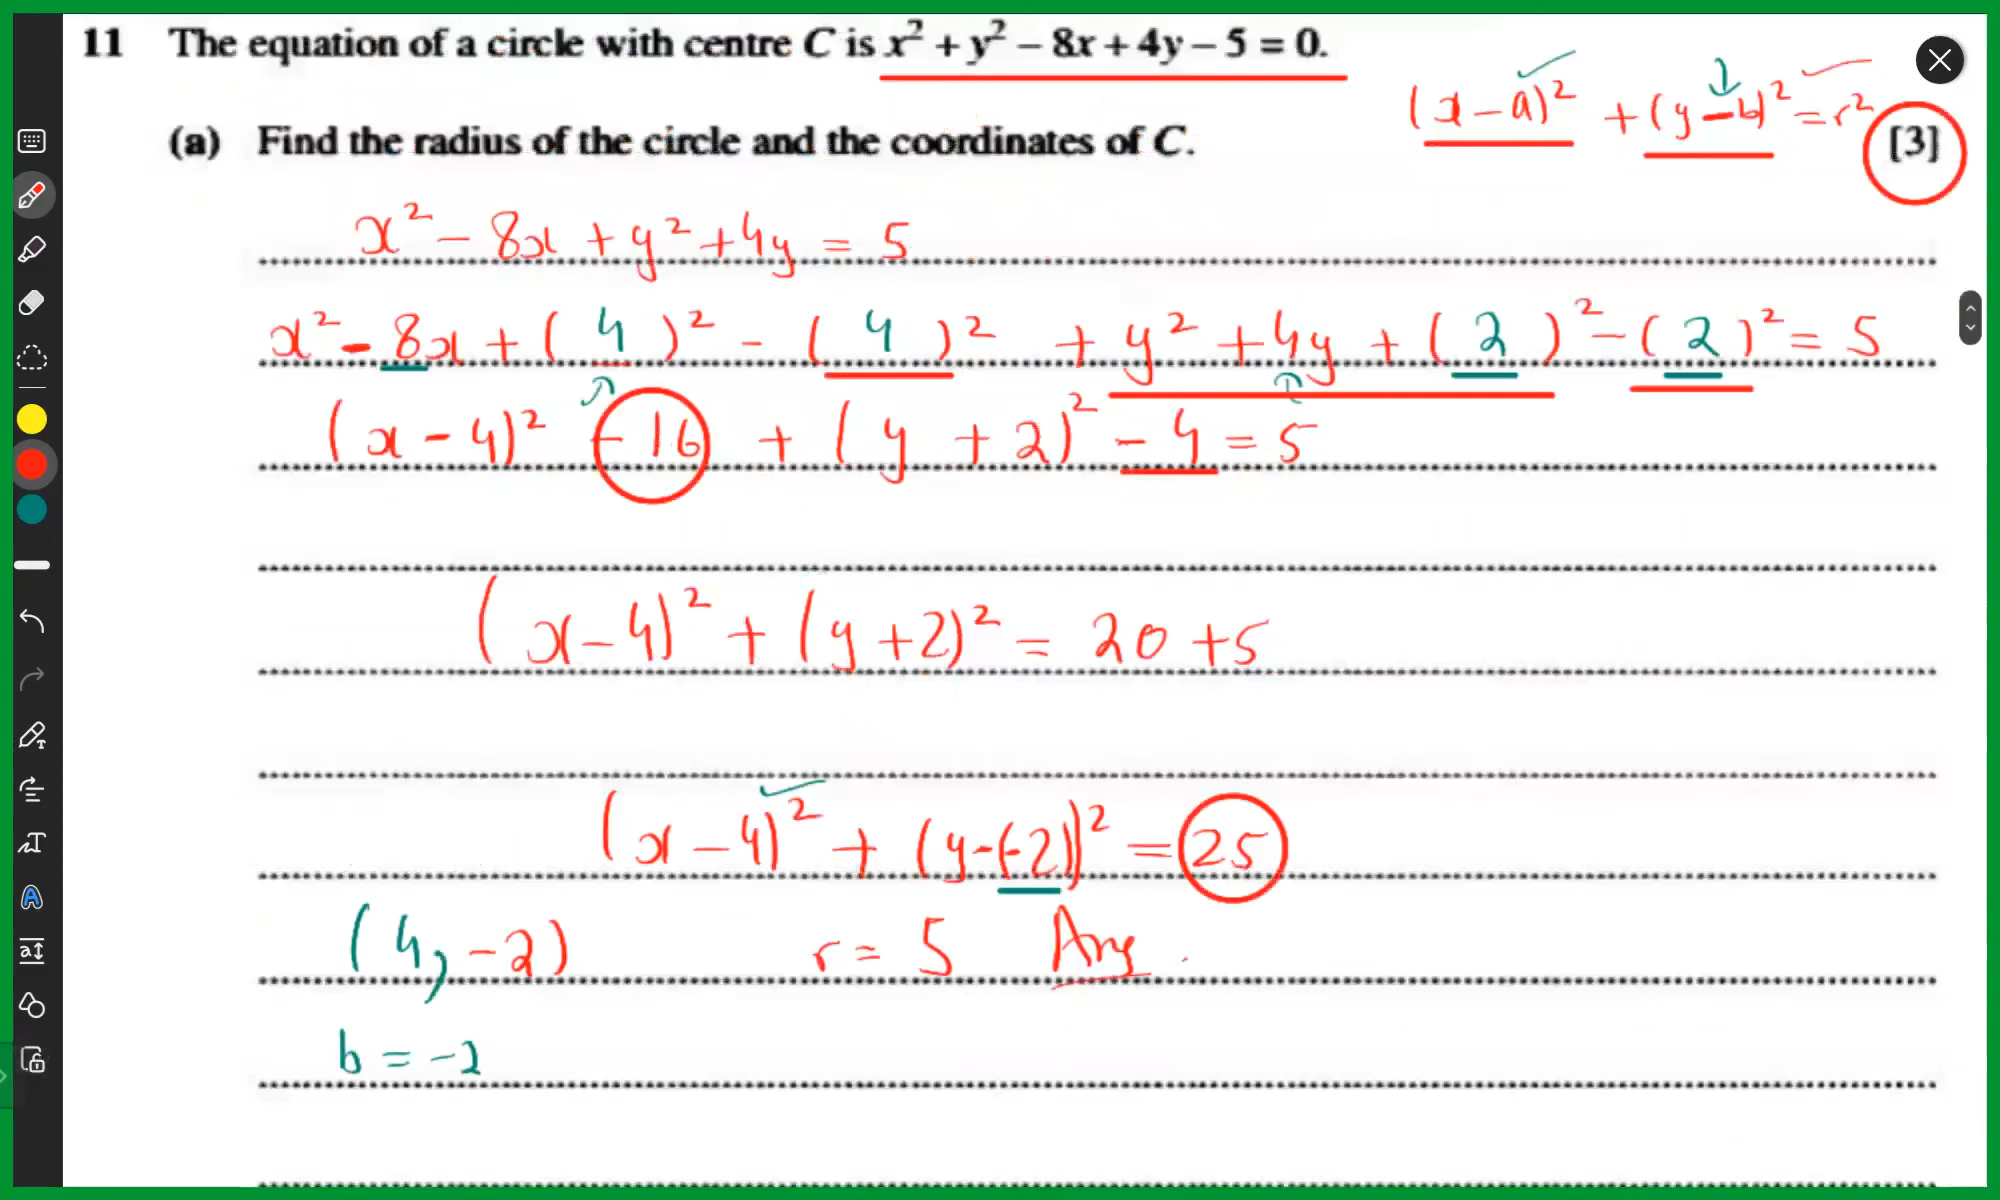 11 The equation of a circle with centre C is x² + y² − 8x + 4y − 5 = 0.
(x − a)² + (y − b)² = r²
(a) Find the radius of the circle and the coordinates of C. [3]
x² − 8x + y² + 4y = 5
x² − 8x + (4)² − (4)² + y² + 4y + (2)² − (2)² = 5
(x − 4)² − 16 + (y + 2)² − 4 = 5
(x − 4)² + (y + 2)² = 20 + 5
(x − 4)² + (y − (−2))² = 25
(4, −2) r = 5 Ans.
b = −2